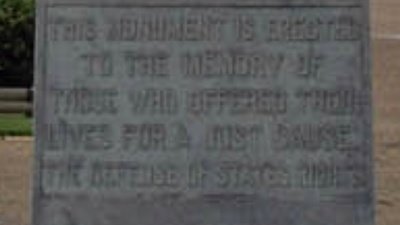 THIS MONUMENT IS ERECTED
TO THE MEMORY OF
THOSE WHO OFFERED THEIR
LIVES FOR A JUST CAUSE,
THE DEFENSE OF STATES RIGHTS